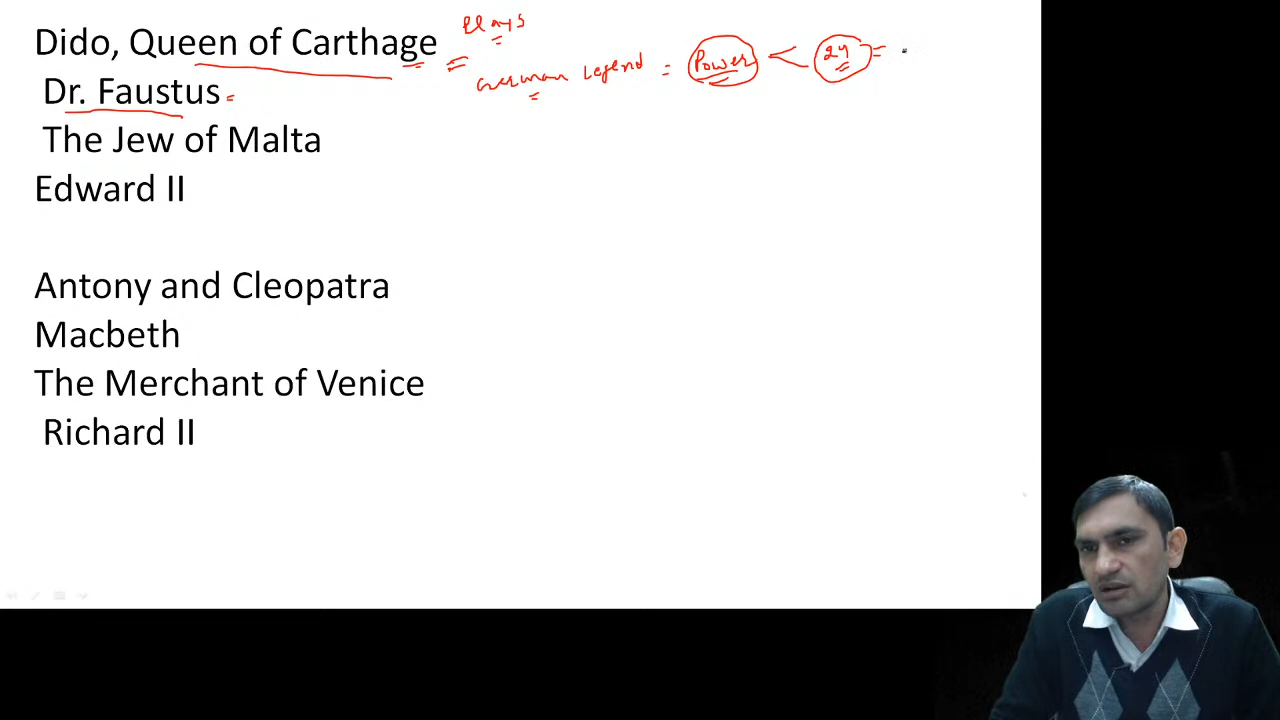 Dido, Queen of Carthage = Plays
German Legend = Power < 24 =
Dr. Faustus =
The Jew of Malta
Edward II
Antony and Cleopatra
Macbeth
The Merchant of Venice
Richard II